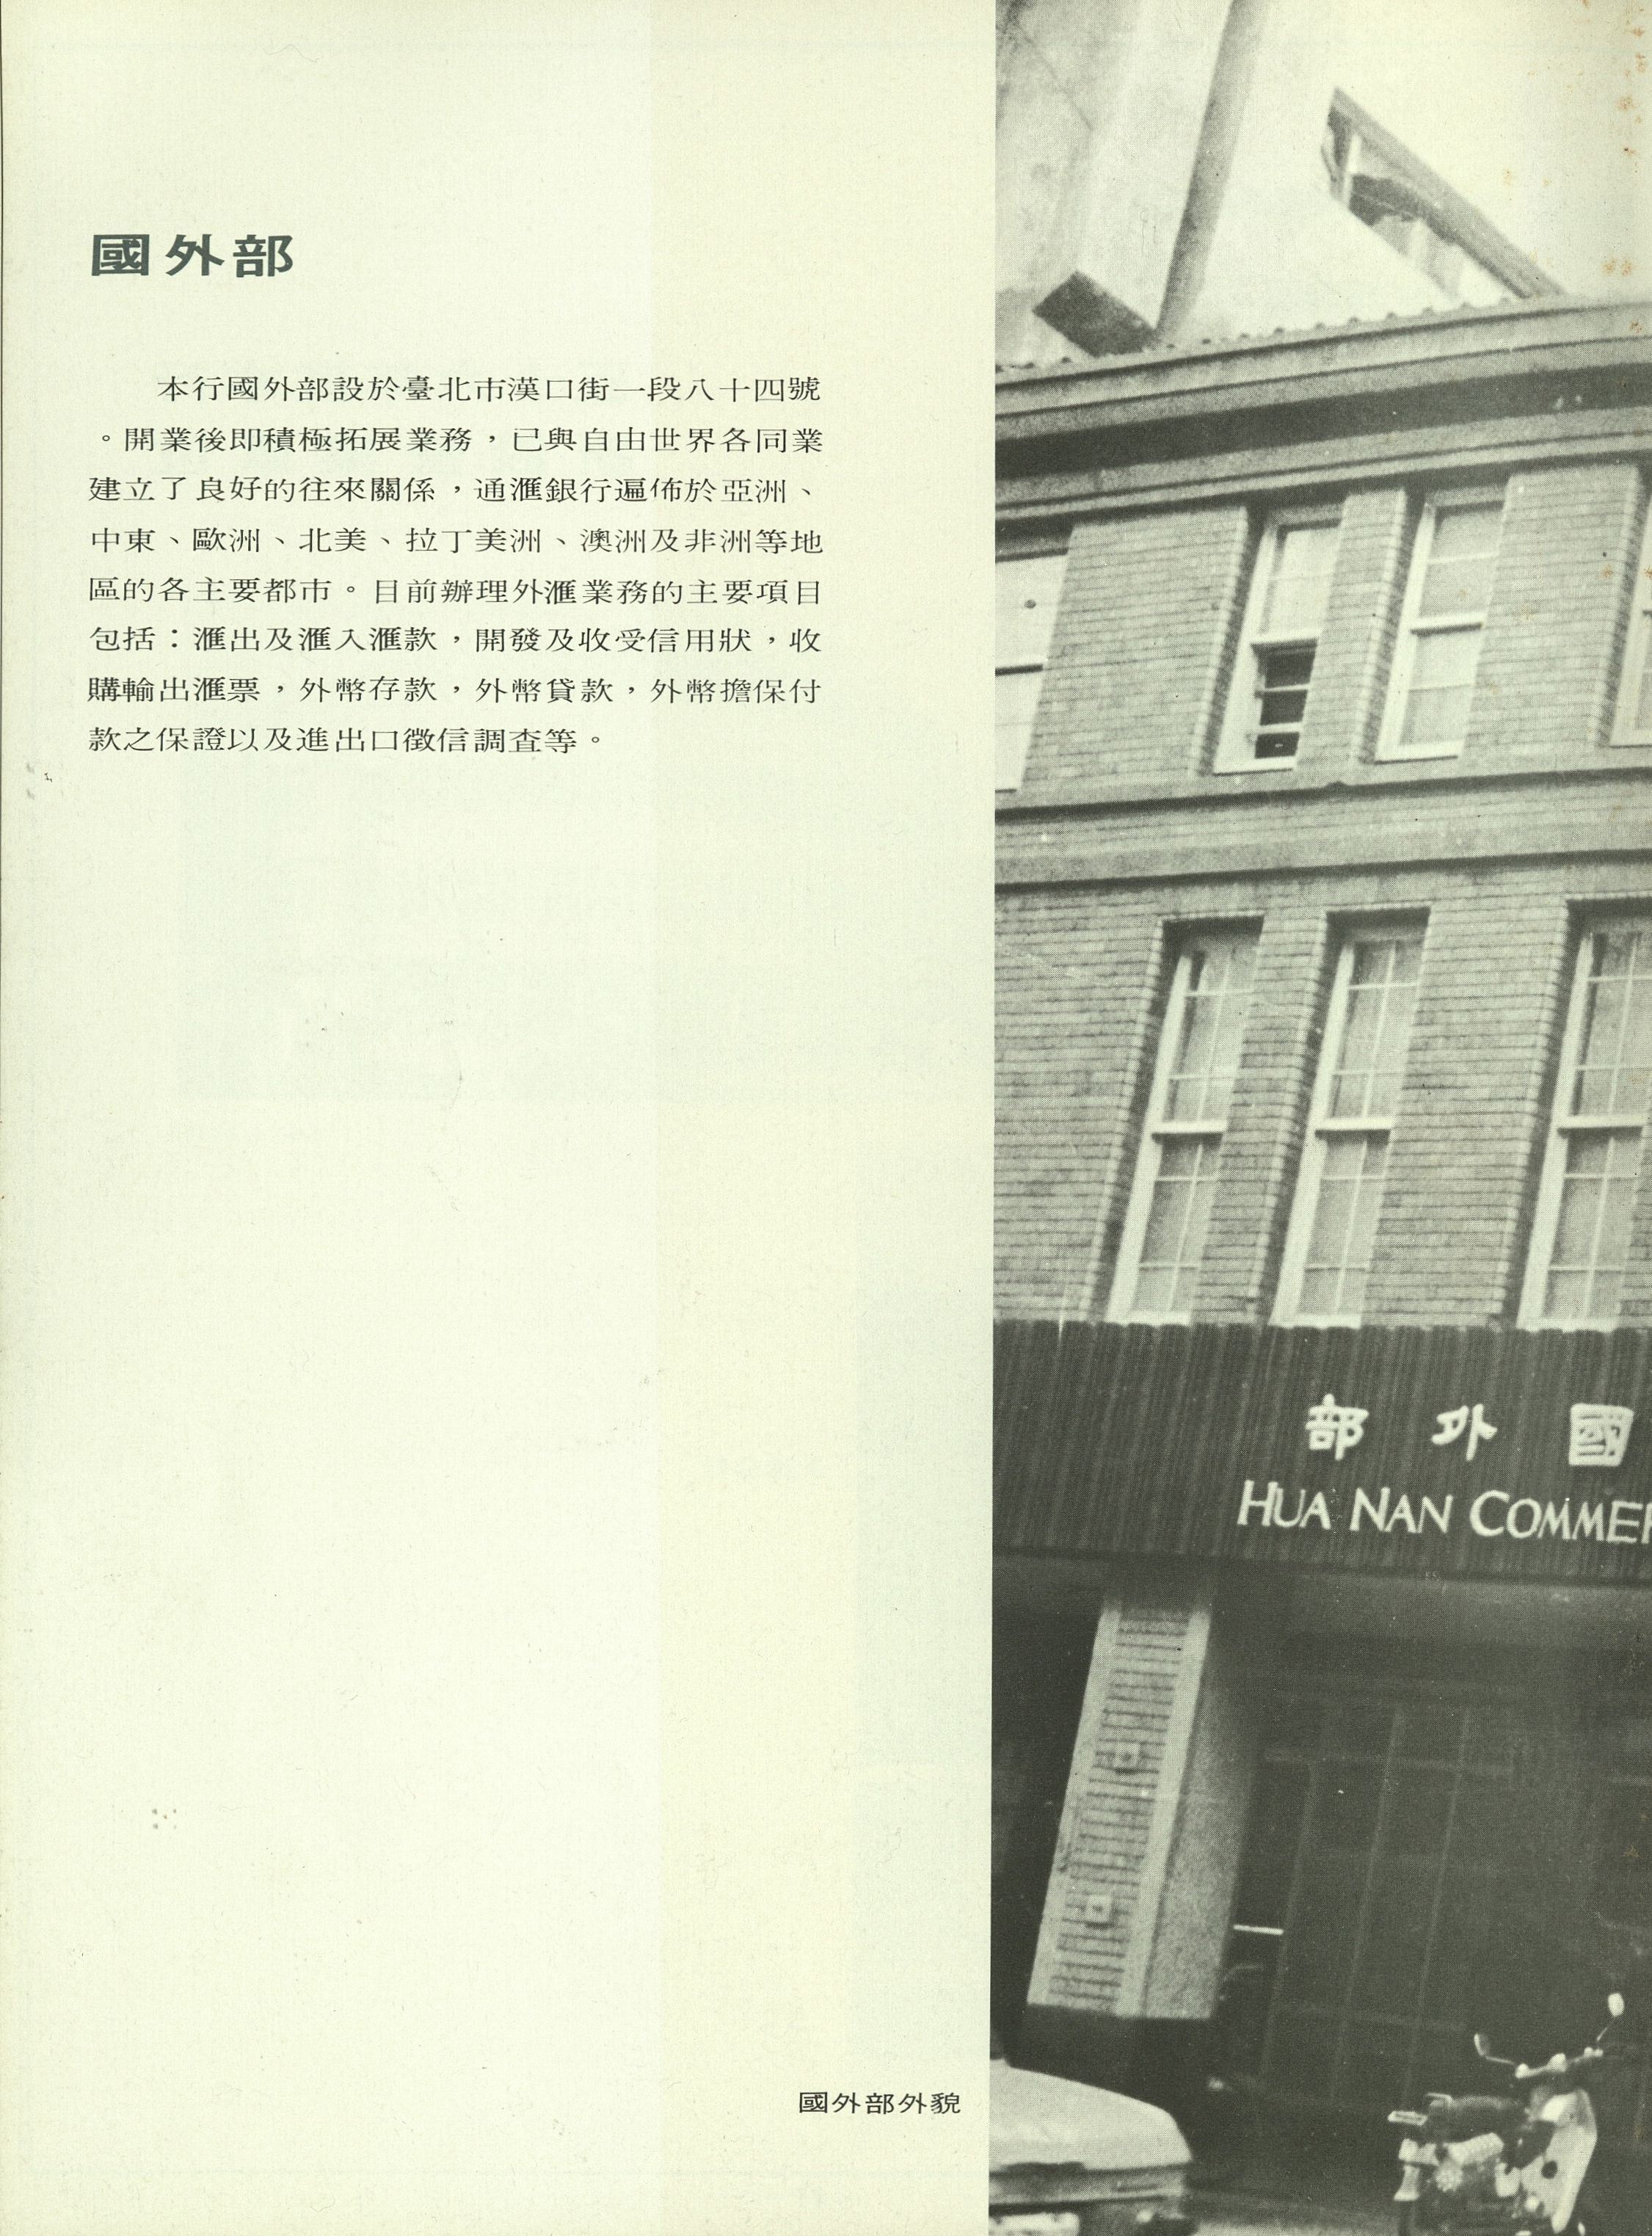 國外部
本行國外部設於臺北市漢口街一段八十四號
。開業後即積極拓展業務，已與自由世界各同業
建立了良好的往來關係，通滙銀行遍佈於亞洲、
中東、歐洲、北美、拉丁美洲、澳洲及非洲等地
區的各主要都市。目前辦理外滙業務的主要項目
包括：滙出及滙入滙款，開發及收受信用狀，收
購輸出滙票，外幣存款，外幣貸款，外幣擔保付
款之保證以及進出口徵信調查等。
部外國
HUA NAN COMMER
國外部外貌